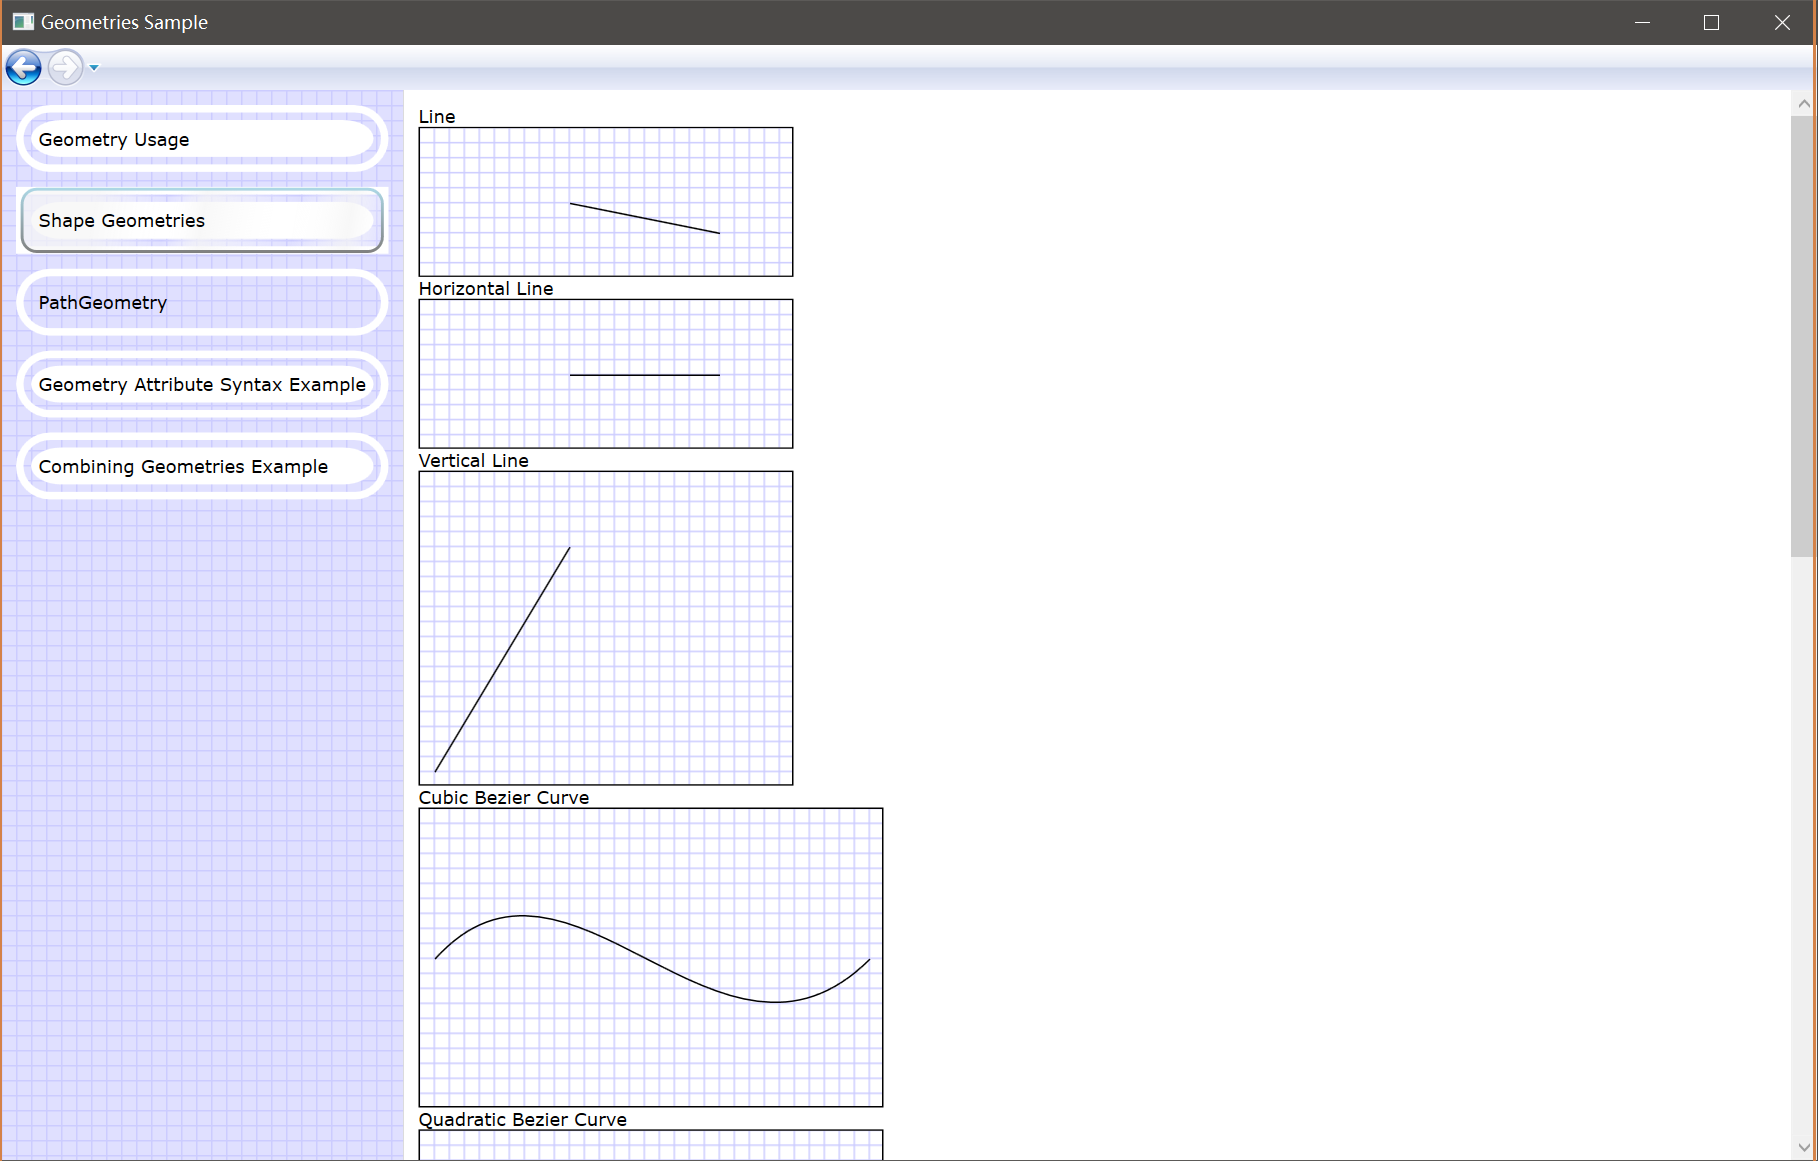 Geometries Sample
Geometry Usage
Shape Geometries
PathGeometry
Geometry Attribute Syntax Example
Combining Geometries Example
Line
Horizontal Line
Vertical Line
Cubic Bezier Curve
Quadratic Bezier Curve